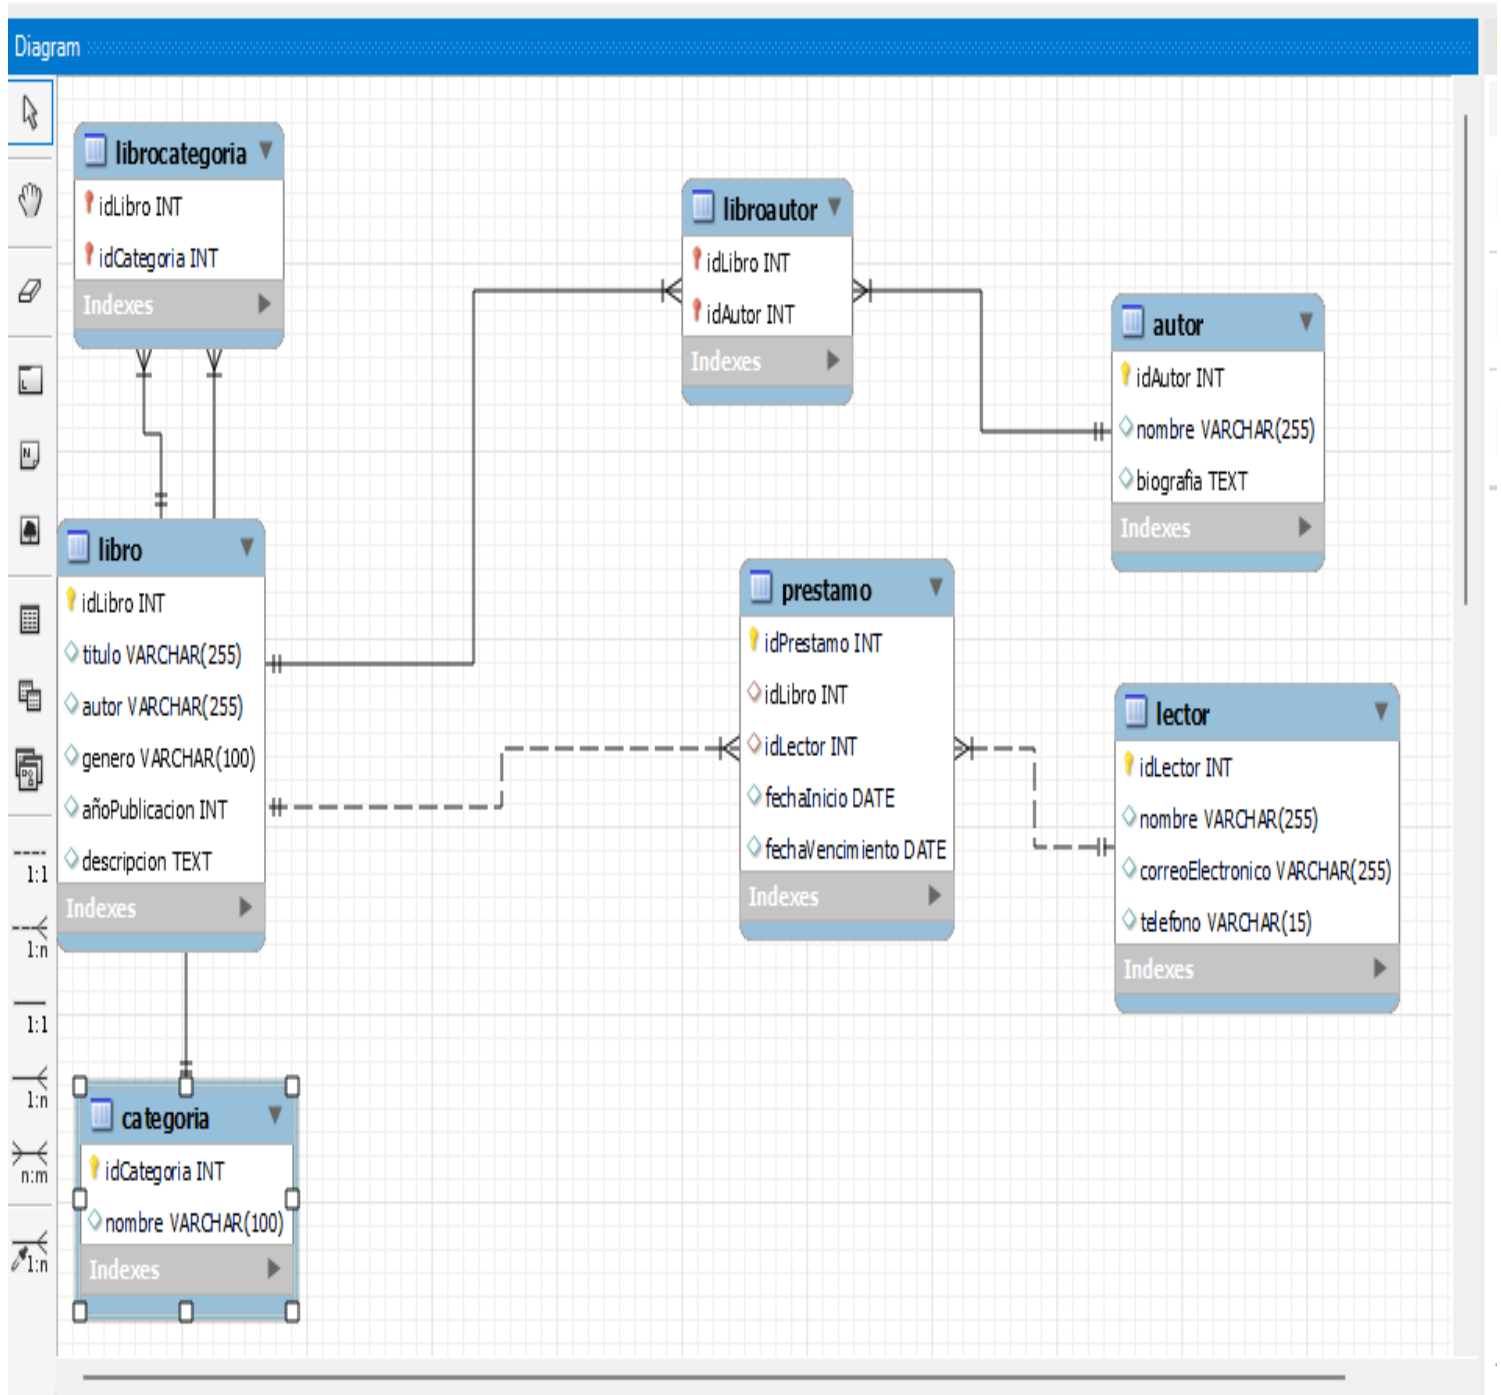 Diagram
librocategoria
idLibro INT
idCategoria INT
Indexes
libroautor
idLibro INT
idAutor INT
Indexes
autor
idAutor INT
nombre VARCHAR(255)
biografia TEXT
Indexes
libro
idLibro INT
titulo VARCHAR(255)
autor VARCHAR(255)
genero VARCHAR(100)
añoPublicacion INT
descripcion TEXT
Indexes
prestamo
idPrestamo INT
idLibro INT
idLector INT
fechaInicio DATE
fechaVencimiento DATE
Indexes
lector
idLector INT
nombre VARCHAR(255)
correoElectronico VARCHAR(255)
telefono VARCHAR(15)
Indexes
categoria
idCategoria INT
nombre VARCHAR(100)
Indexes
1:1
1:n
1:1
1:n
n:m
1:n